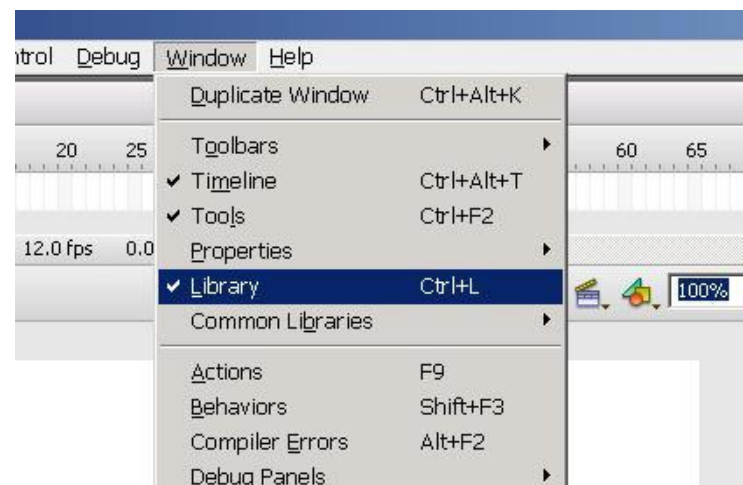 Debug Window Help
Duplicate Window Ctrl+Alt+K
20 25 Toolbars 60 65
Timeline Ctrl+Alt+T
Tools Ctrl+F2
12.0 fps 0.0 Properties
Library Ctrl+L 100%
Common Libraries
Actions F9
Behaviors Shift+F3
Compiler Errors Alt+F2
Debug Panels